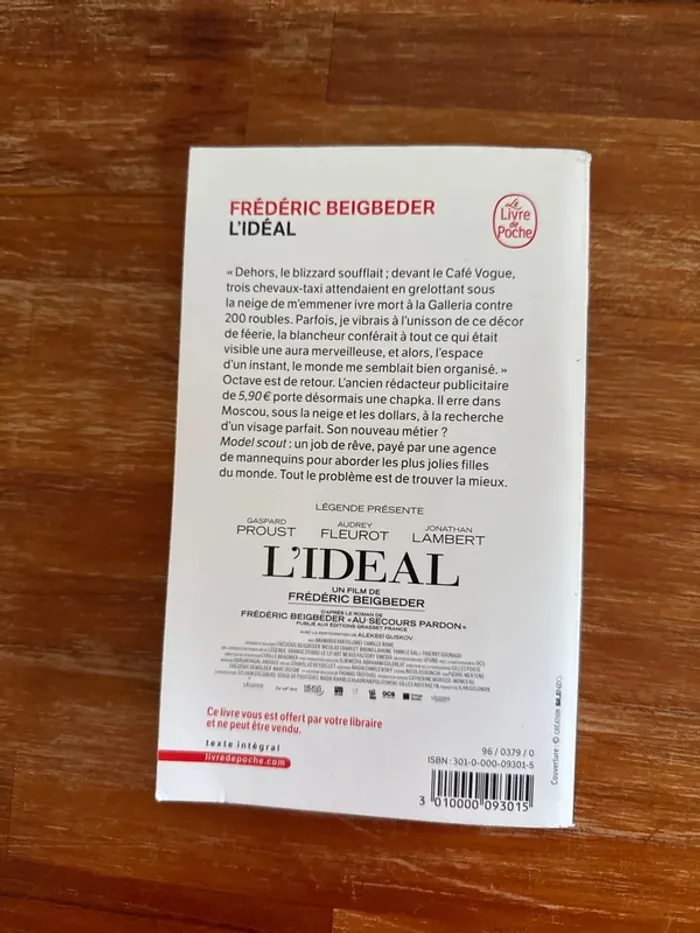 FRÉDÉRIC BEIGBEDER
L'IDÉAL
Le
Livre
de
Poche
« Dehors, le blizzard soufflait ; devant le Café Vogue,
trois chevaux-taxi attendaient en grelottant sous
la neige de m'emmener ivre mort à la Galleria contre
200 roubles. Parfois, je vibrais à l'unisson de ce décor
de féerie, la blancheur conférait à tout ce qui était
visible une aura merveilleuse, et alors, l'espace
d'un instant, le monde me semblait bien organisé. »
Octave est de retour. L'ancien rédacteur publicitaire
de 5,90 € porte désormais une chapka. Il erre dans
Moscou, sous la neige et les dollars, à la recherche
d'un visage parfait. Son nouveau métier ?
Model scout : un job de rêve, payé par une agence
de mannequins pour aborder les plus jolies filles
du monde. Tout le problème est de trouver la mieux.
LÉGENDE PRÉSENTE
GASPARD
PROUST
AUDREY
FLEUROT
JONATHAN
LAMBERT
L'IDEAL
UN FILM DE
FRÉDÉRIC BEIGBEDER
D'APRÈS LE ROMAN DE
FRÉDÉRIC BEIGBEDER « AU SECOURS PARDON »
PUBLIÉ AUX ÉDITIONS GRASSET FRANCE
AVEC LA PARTICIPATION DE ALEKSEÏ GUSKOV
Ce livre vous est offert par votre libraire
et ne peut être vendu.
texte intégral
livredepoche.com
96 / 0379 / 0
ISBN : 301-0-000-09301-5
3 010000 093015
Couverture : © création